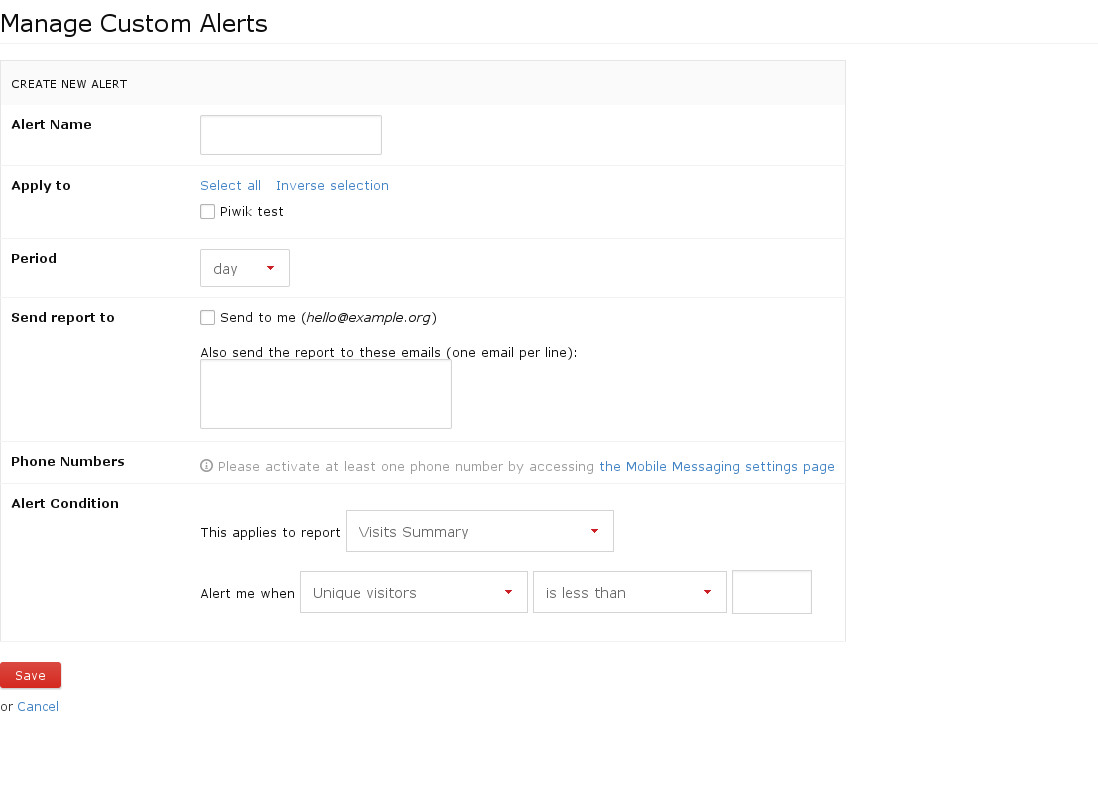 Manage Custom Alerts
CREATE NEW ALERT
Alert Name
Apply to
Select all Inverse selection
Piwik test
Period
day
Send report to
Send to me (hello@example.org)
Also send the report to these emails (one email per line):
Phone Numbers
Please activate at least one phone number by accessing the Mobile Messaging settings page
Alert Condition
This applies to report Visits Summary
Alert me when Unique visitors is less than
Save
or Cancel